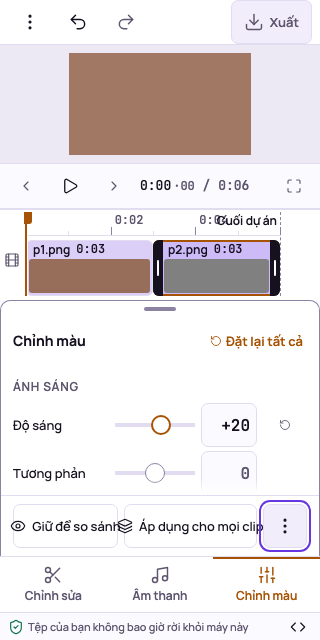 Xuất
0:00·00 / 0:06
0:02
Cuối dự án
p1.png 0:03
p2.png 0:03
Chỉnh màu
Đặt lại tất cả
ÁNH SÁNG
Độ sáng
+20
Tương phản
0
Giữ để so sánh
Áp dụng cho mọi clip
Chỉnh sửa
Âm thanh
Chỉnh màu
Tệp của bạn không bao giờ rời khỏi máy này